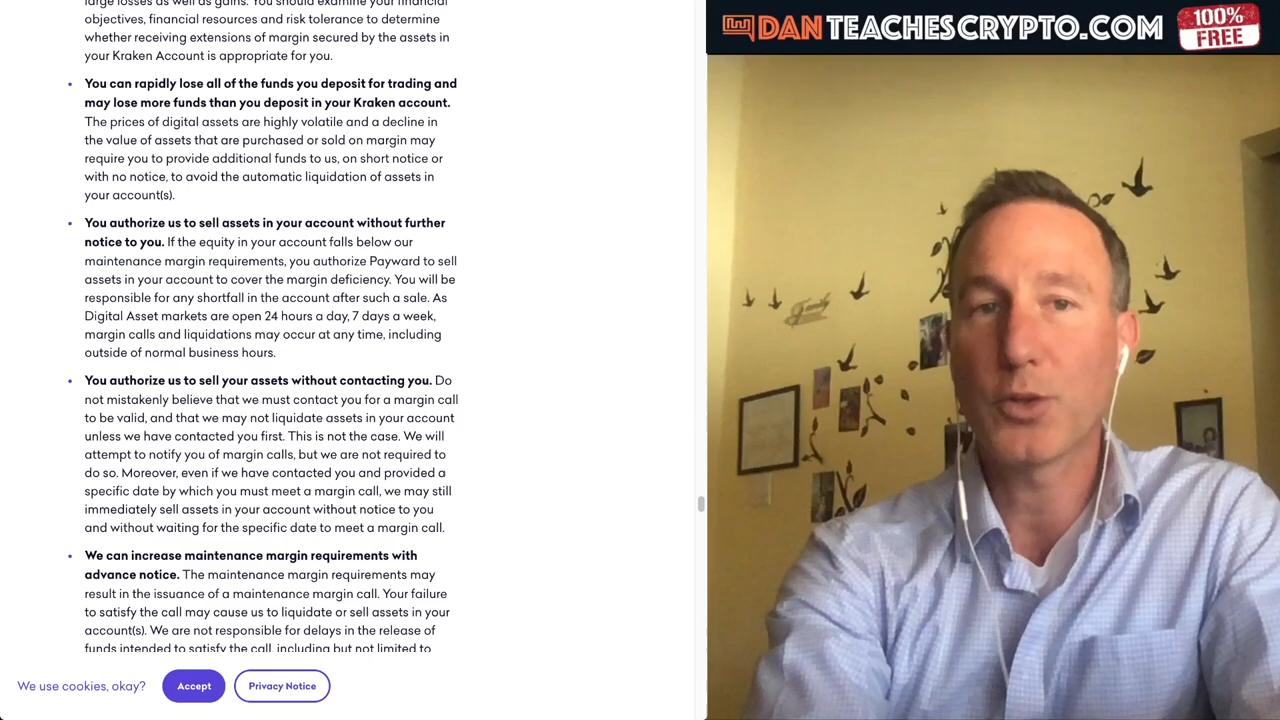 large losses as well as gains. You should examine your financial
objectives, financial resources and risk tolerance to determine
whether receiving extensions of margin secured by the assets in
your Kraken Account is appropriate for you.
• You can rapidly lose all of the funds you deposit for trading and
may lose more funds than you deposit in your Kraken account.
The prices of digital assets are highly volatile and a decline in
the value of assets that are purchased or sold on margin may
require you to provide additional funds to us, on short notice or
with no notice, to avoid the automatic liquidation of assets in
your account(s).
• You authorize us to sell assets in your account without further
notice to you. If the equity in your account falls below our
maintenance margin requirements, you authorize Payward to sell
assets in your account to cover the margin deficiency. You will be
responsible for any shortfall in the account after such a sale. As
Digital Asset markets are open 24 hours a day, 7 days a week,
margin calls and liquidations may occur at any time, including
outside of normal business hours.
• You authorize us to sell your assets without contacting you. Do
not mistakenly believe that we must contact you for a margin call
to be valid, and that we may not liquidate assets in your account
unless we have contacted you first. This is not the case. We will
attempt to notify you of margin calls, but we are not required to
do so. Moreover, even if we have contacted you and provided a
specific date by which you must meet a margin call, we may still
immediately sell assets in your account without notice to you
and without waiting for the specific date to meet a margin call.
• We can increase maintenance margin requirements with
advance notice. The maintenance margin requirements may
result in the issuance of a maintenance margin call. Your failure
to satisfy the call may cause us to liquidate or sell assets in your
account(s). We are not responsible for delays in the release of
funds intended to satisfy the call, including but not limited to
We use cookies, okay?
Accept
Privacy Notice
DANTEACHESCRYPTO.COM
100%
FREE